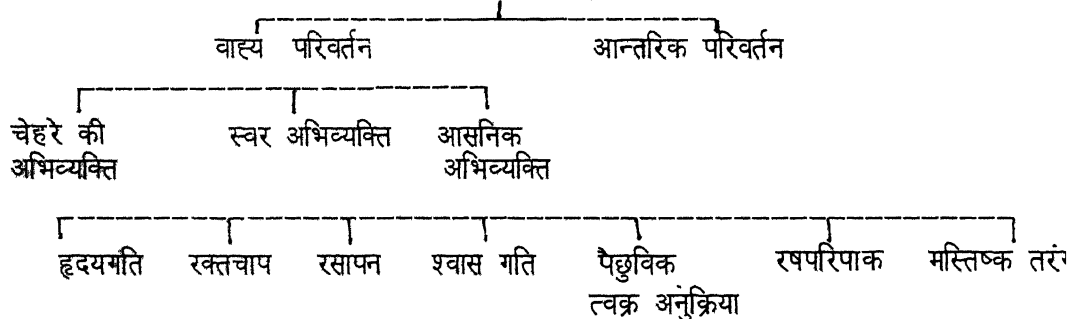 वाह्य परिवर्तन आन्तरिक परिवर्तन
चेहरे की स्वर अभिव्यक्ति आसनिक
अभिव्यक्ति अभिव्यक्ति
हृदयगति रक्तचाप रसापन श्वास गति पैछुविक रषपरिपाक मस्तिष्क
त्वक्र अनुंक्रिया